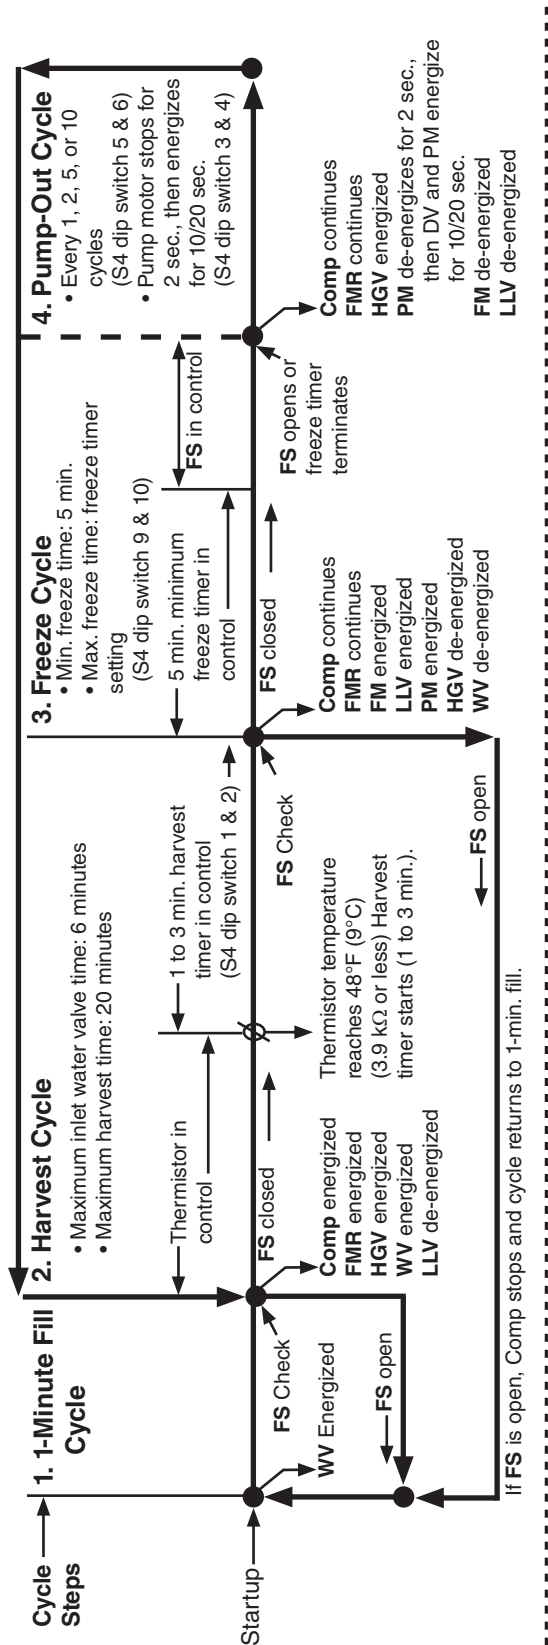 Cycle
Steps
Startup
1. 1-Minute Fill
Cycle
WV Energized
FS Check
FS open
2. Harvest Cycle
• Maximum inlet water valve time: 6 minutes
• Maximum harvest time: 20 minutes
Thermistor in
control
1 to 3 min. harvest
timer in control
(S4 dip switch 1 & 2)
FS closed
Comp energized
FMR energized
HGV energized
WV energized
LLV de-energized
Thermistor temperature
reaches 48°F (9°C)
(3.9 kΩ or less) Harvest
timer starts (1 to 3 min.).
FS Check
FS open
If FS is open, Comp stops and cycle returns to 1-min. fill.
3. Freeze Cycle
• Min. freeze time: 5 min.
• Max. freeze time: freeze timer
setting
(S4 dip switch 9 & 10)
5 min. minimum
freeze timer in
control
FS in control
FS closed
Comp continues
FMR continues
FM energized
LLV energized
PM energized
HGV de-energized
WV de-energized
FS opens or
freeze timer
terminates
4. Pump-Out Cycle
• Every 1, 2, 5, or 10
cycles
(S4 dip switch 5 & 6)
• Pump motor stops for
2 sec., then energizes
for 10/20 sec.
(S4 dip switch 3 & 4)
Comp continues
FMR continues
HGV energized
PM de-energizes for 2 sec.,
then DV and PM energize
for 10/20 sec.
FM de-energized
LLV de-energized